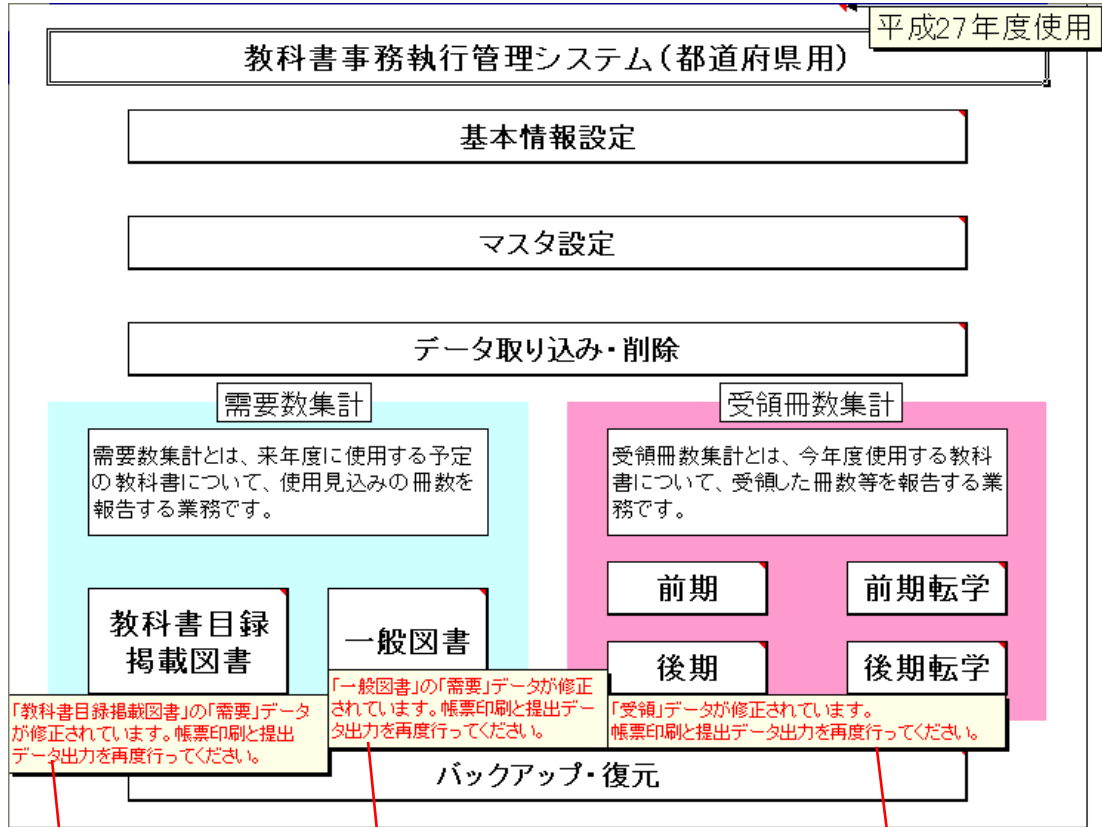 平成27年度使用
教科書事務執行管理システム(都道府県用)
基本情報設定
マスタ設定
データ取り込み・削除
需要数集計
需要数集計とは、来年度に使用する予定
の教科書について、使用見込みの冊数を
報告する業務です。
教科書目録
掲載図書
一般図書
「教科書目録掲載図書」の「需要」データ
が修正されています。帳票印刷と提出
データ出力を再度行ってください。
「一般図書」の「需要」データが修正
されています。帳票印刷と提出デー
タ出力を再度行ってください。
受領冊数集計
受領冊数集計とは、今年度使用する教科
書について、受領した冊数等を報告する業
務です。
前期
前期転学
後期
後期転学
「受領」データが修正されています。
帳票印刷と提出データ出力を再度行ってください。
バックアップ・復元